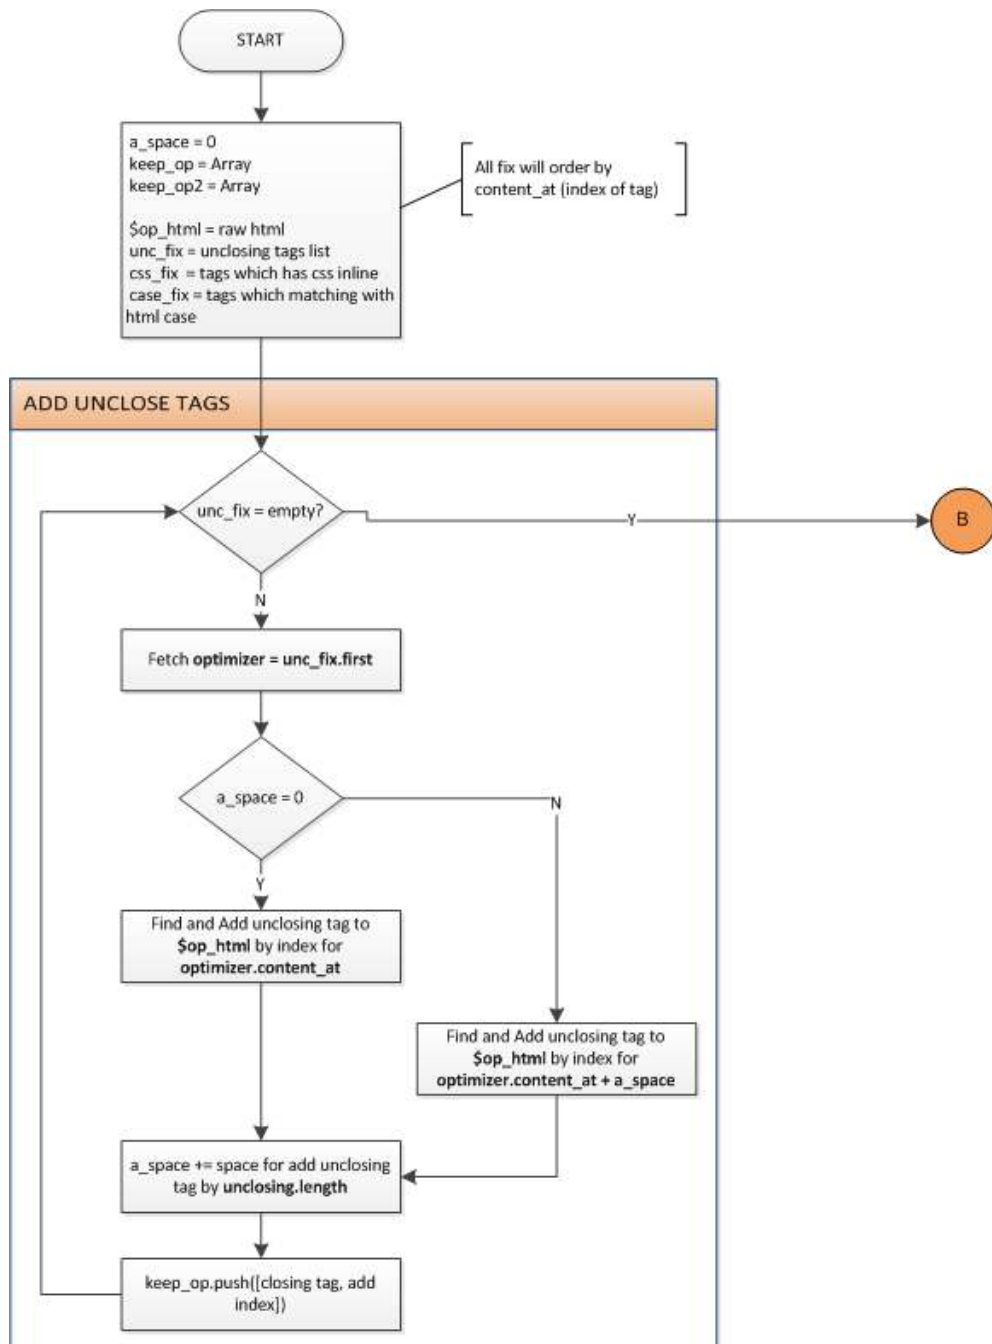 START
a_space = 0
keep_op = Array
keep_op2 = Array
$op_html = raw html
unc_fix = unclosing tags list
css_fix  = tags which has css inline
case_fix = tags which matching with
html case
All fix will order by
content_at (index of tag)
ADD UNCLOSE TAGS
unc_fix = empty?
Y
B
N
Fetch optimizer = unc_fix.first
a_space = 0
N
Y
Find and Add unclosing tag to
$op_html by index for
optimizer.content_at
Find and Add unclosing tag to
$op_html by index for
optimizer.content_at + a_space
a_space += space for add unclosing
tag by unclosing.length
keep_op.push([closing tag, add
index])